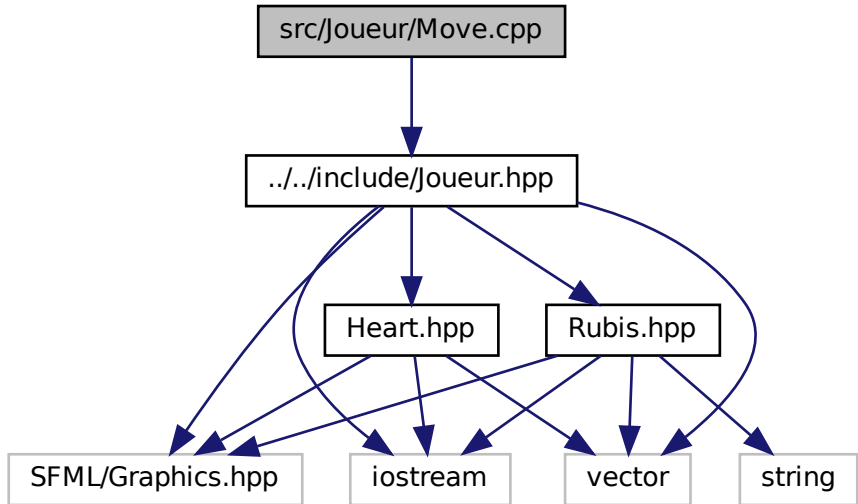 src/Joueur/Move.cpp
../../include/Joueur.hpp
Heart.hpp
Rubis.hpp
SFML/Graphics.hpp
iostream
vector
string